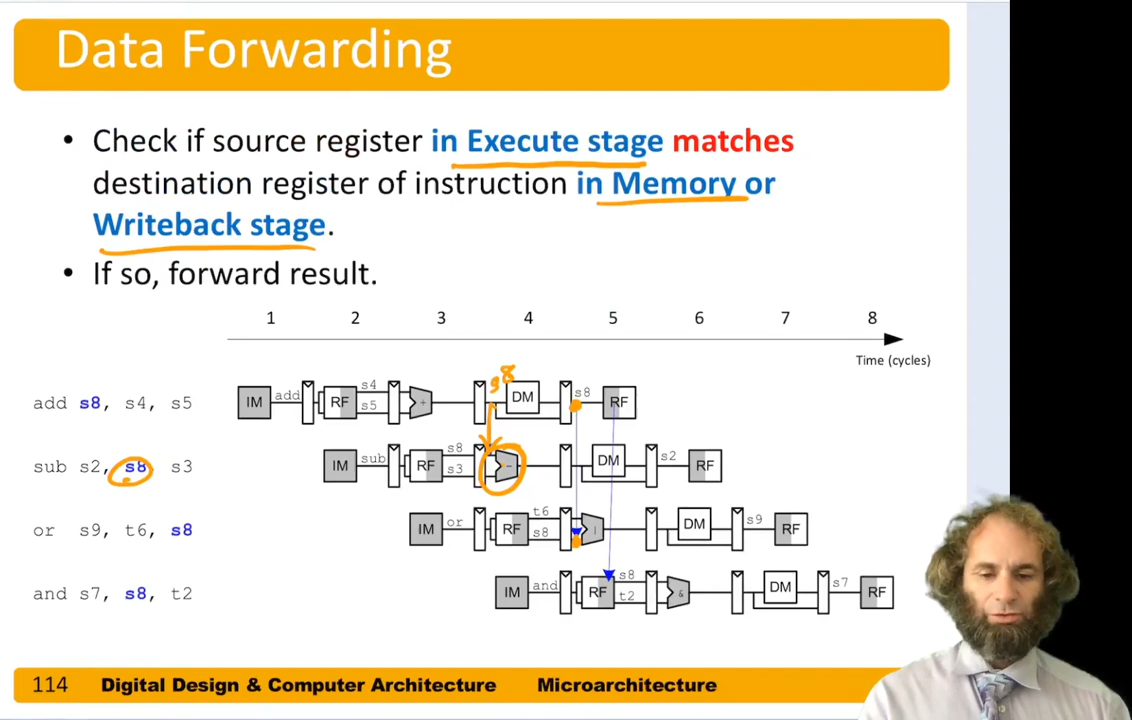 Data Forwarding
• Check if source register in Execute stage matches
destination register of instruction in Memory or
Writeback stage.
• If so, forward result.
1 2 3 4 5 6 7 8
Time (cycles)
s8
add s8, s4, s5 IM add RF s4 s5 + DM s8 RF
sub s2, s8, s3 IM sub RF s8 s3 - DM s2 RF
or s9, t6, s8 IM or RF t6 s8 | DM s9 RF
and s7, s8, t2 IM and RF s8 t2 & DM s7 RF
114 Digital Design & Computer Architecture Microarchitecture